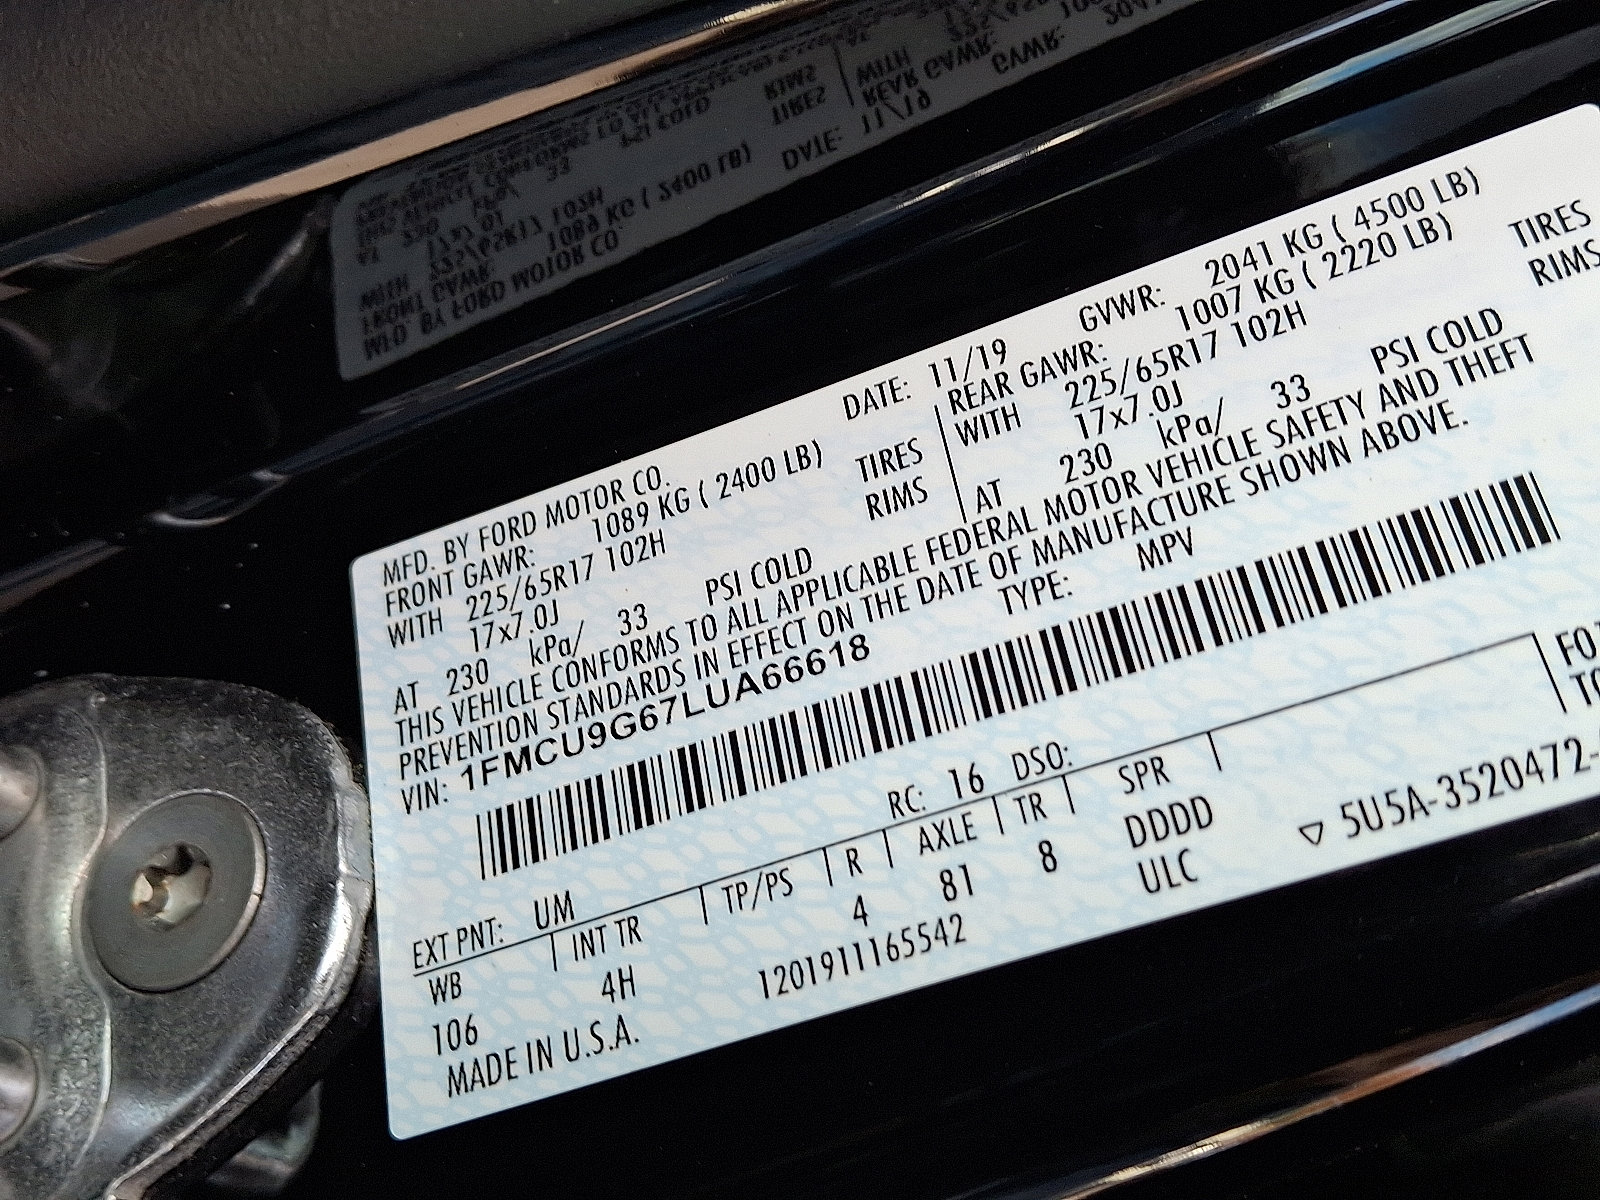 MFD. BY FORD MOTOR CO. DATE: 11/19 GVWR: 2041 KG ( 4500 LB)
FRONT GAWR: 1089 KG ( 2400 LB) REAR GAWR: 1007 KG ( 2220 LB)
WITH 225/65R17 102H TIRES WITH 225/65R17 102H TIRES
17x7.0J RIMS 17x7.0J RIMS
AT 230 kPa/ 33 PSI COLD AT 230 kPa/ 33 PSI COLD
THIS VEHICLE CONFORMS TO ALL APPLICABLE FEDERAL MOTOR VEHICLE SAFETY AND THEFT
PREVENTION STANDARDS IN EFFECT ON THE DATE OF MANUFACTURE SHOWN ABOVE.
VIN: 1FMCU9G67LUA66618 TYPE: MPV
EXT PNT: UM RC: 16 DSO:
WB INT TR TP/PS R AXLE TR SPR
106 4H 4 81 8 DDDD
ULC
MADE IN U.S.A. 1201911165542 5U5A-3520472-